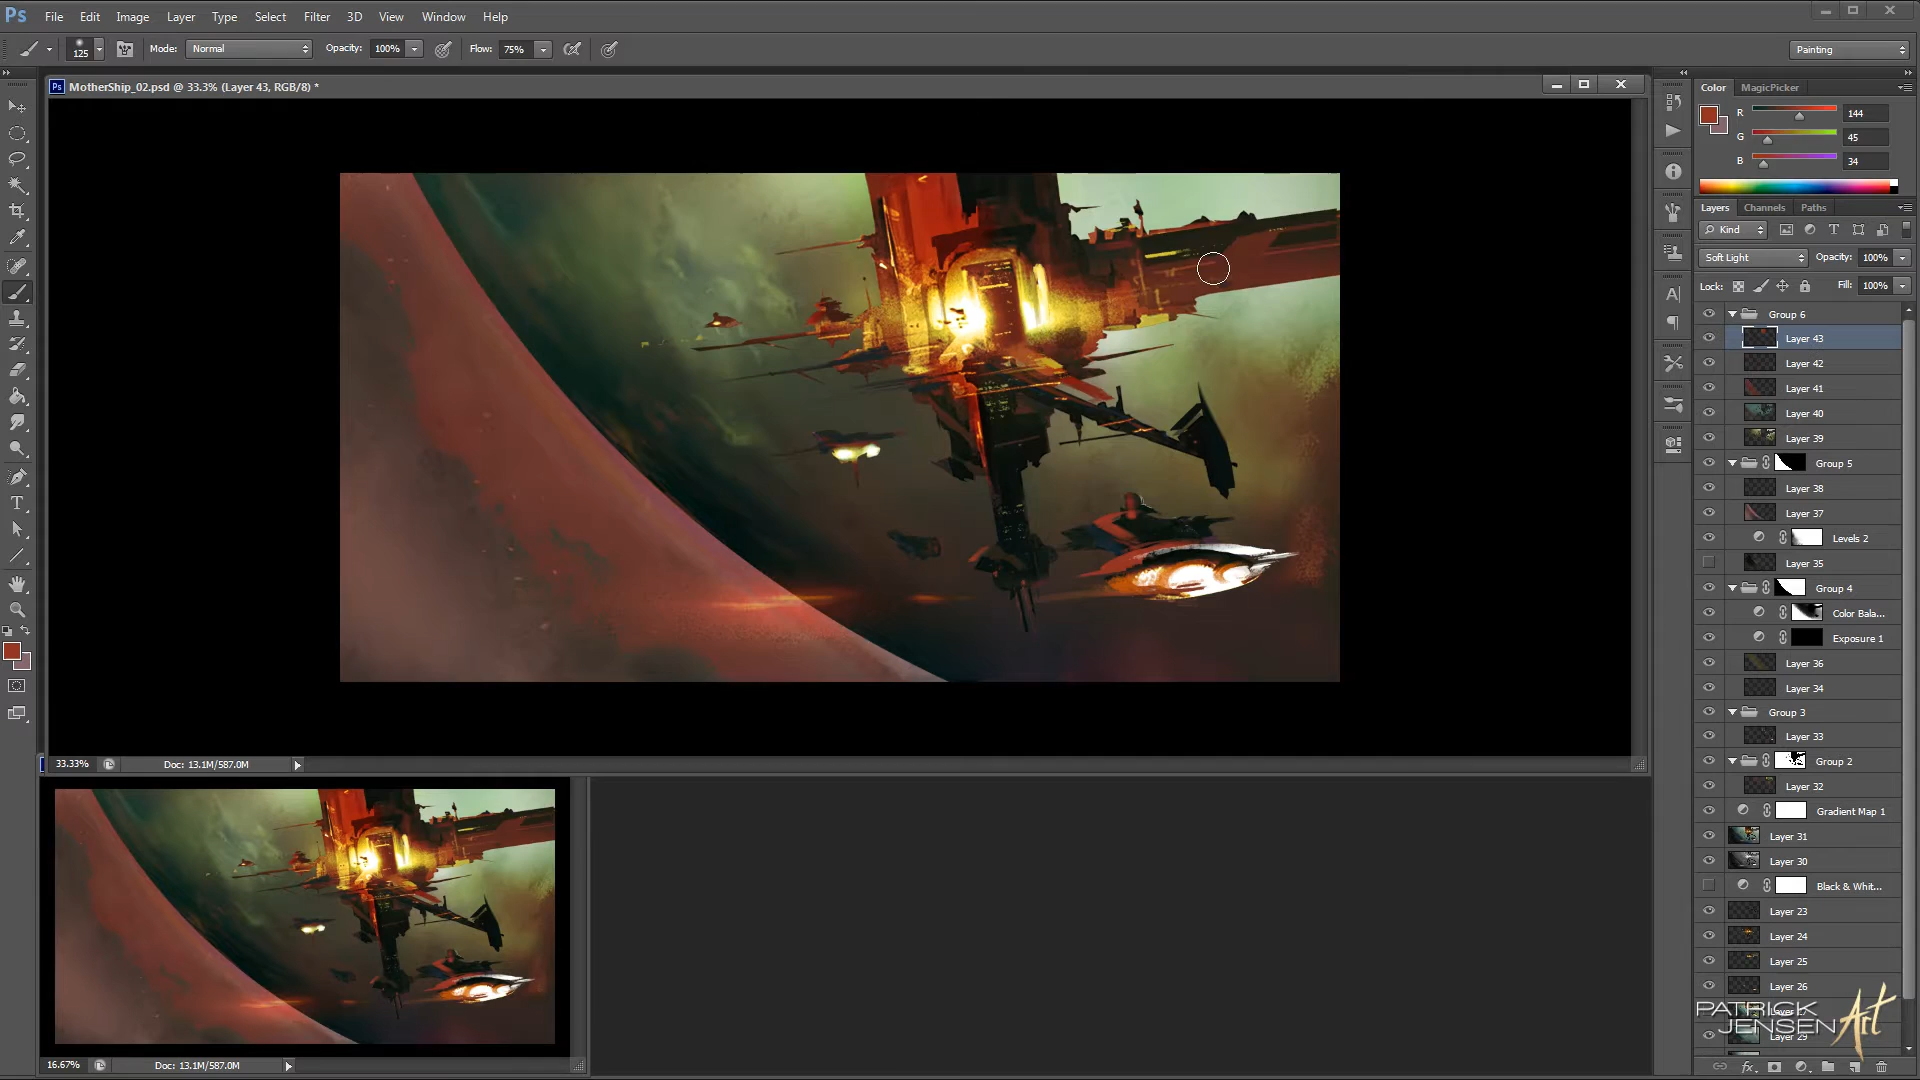 Ps File Edit Image Layer Type Select Filter 3D View Window Help
125 Mode: Normal Opacity: 100% Flow: 75% Painting
Ps MotherShip_02.psd @ 33.3% (Layer 43, RGB/8) *
Color MagicPicker
R 144
G 45
B 34
Layers Channels Paths
Kind
Soft Light Opacity: 100%
Lock: Fill: 100%
Group 6
Layer 43
Layer 42
Layer 41
Layer 40
Layer 39
Group 5
Layer 38
Layer 37
Levels 2
Layer 35
Group 4
Color Bala...
Exposure 1
Layer 36
Layer 34
Group 3
Layer 33
Group 2
Layer 32
Gradient Map 1
Layer 31
Layer 30
Black & Whit...
Layer 23
Layer 24
Layer 25
Layer 26
Layer 29
33.33% Doc: 13.1M/587.0M
16.67% Doc: 13.1M/587.0M
PATRICK
JENSEN Art